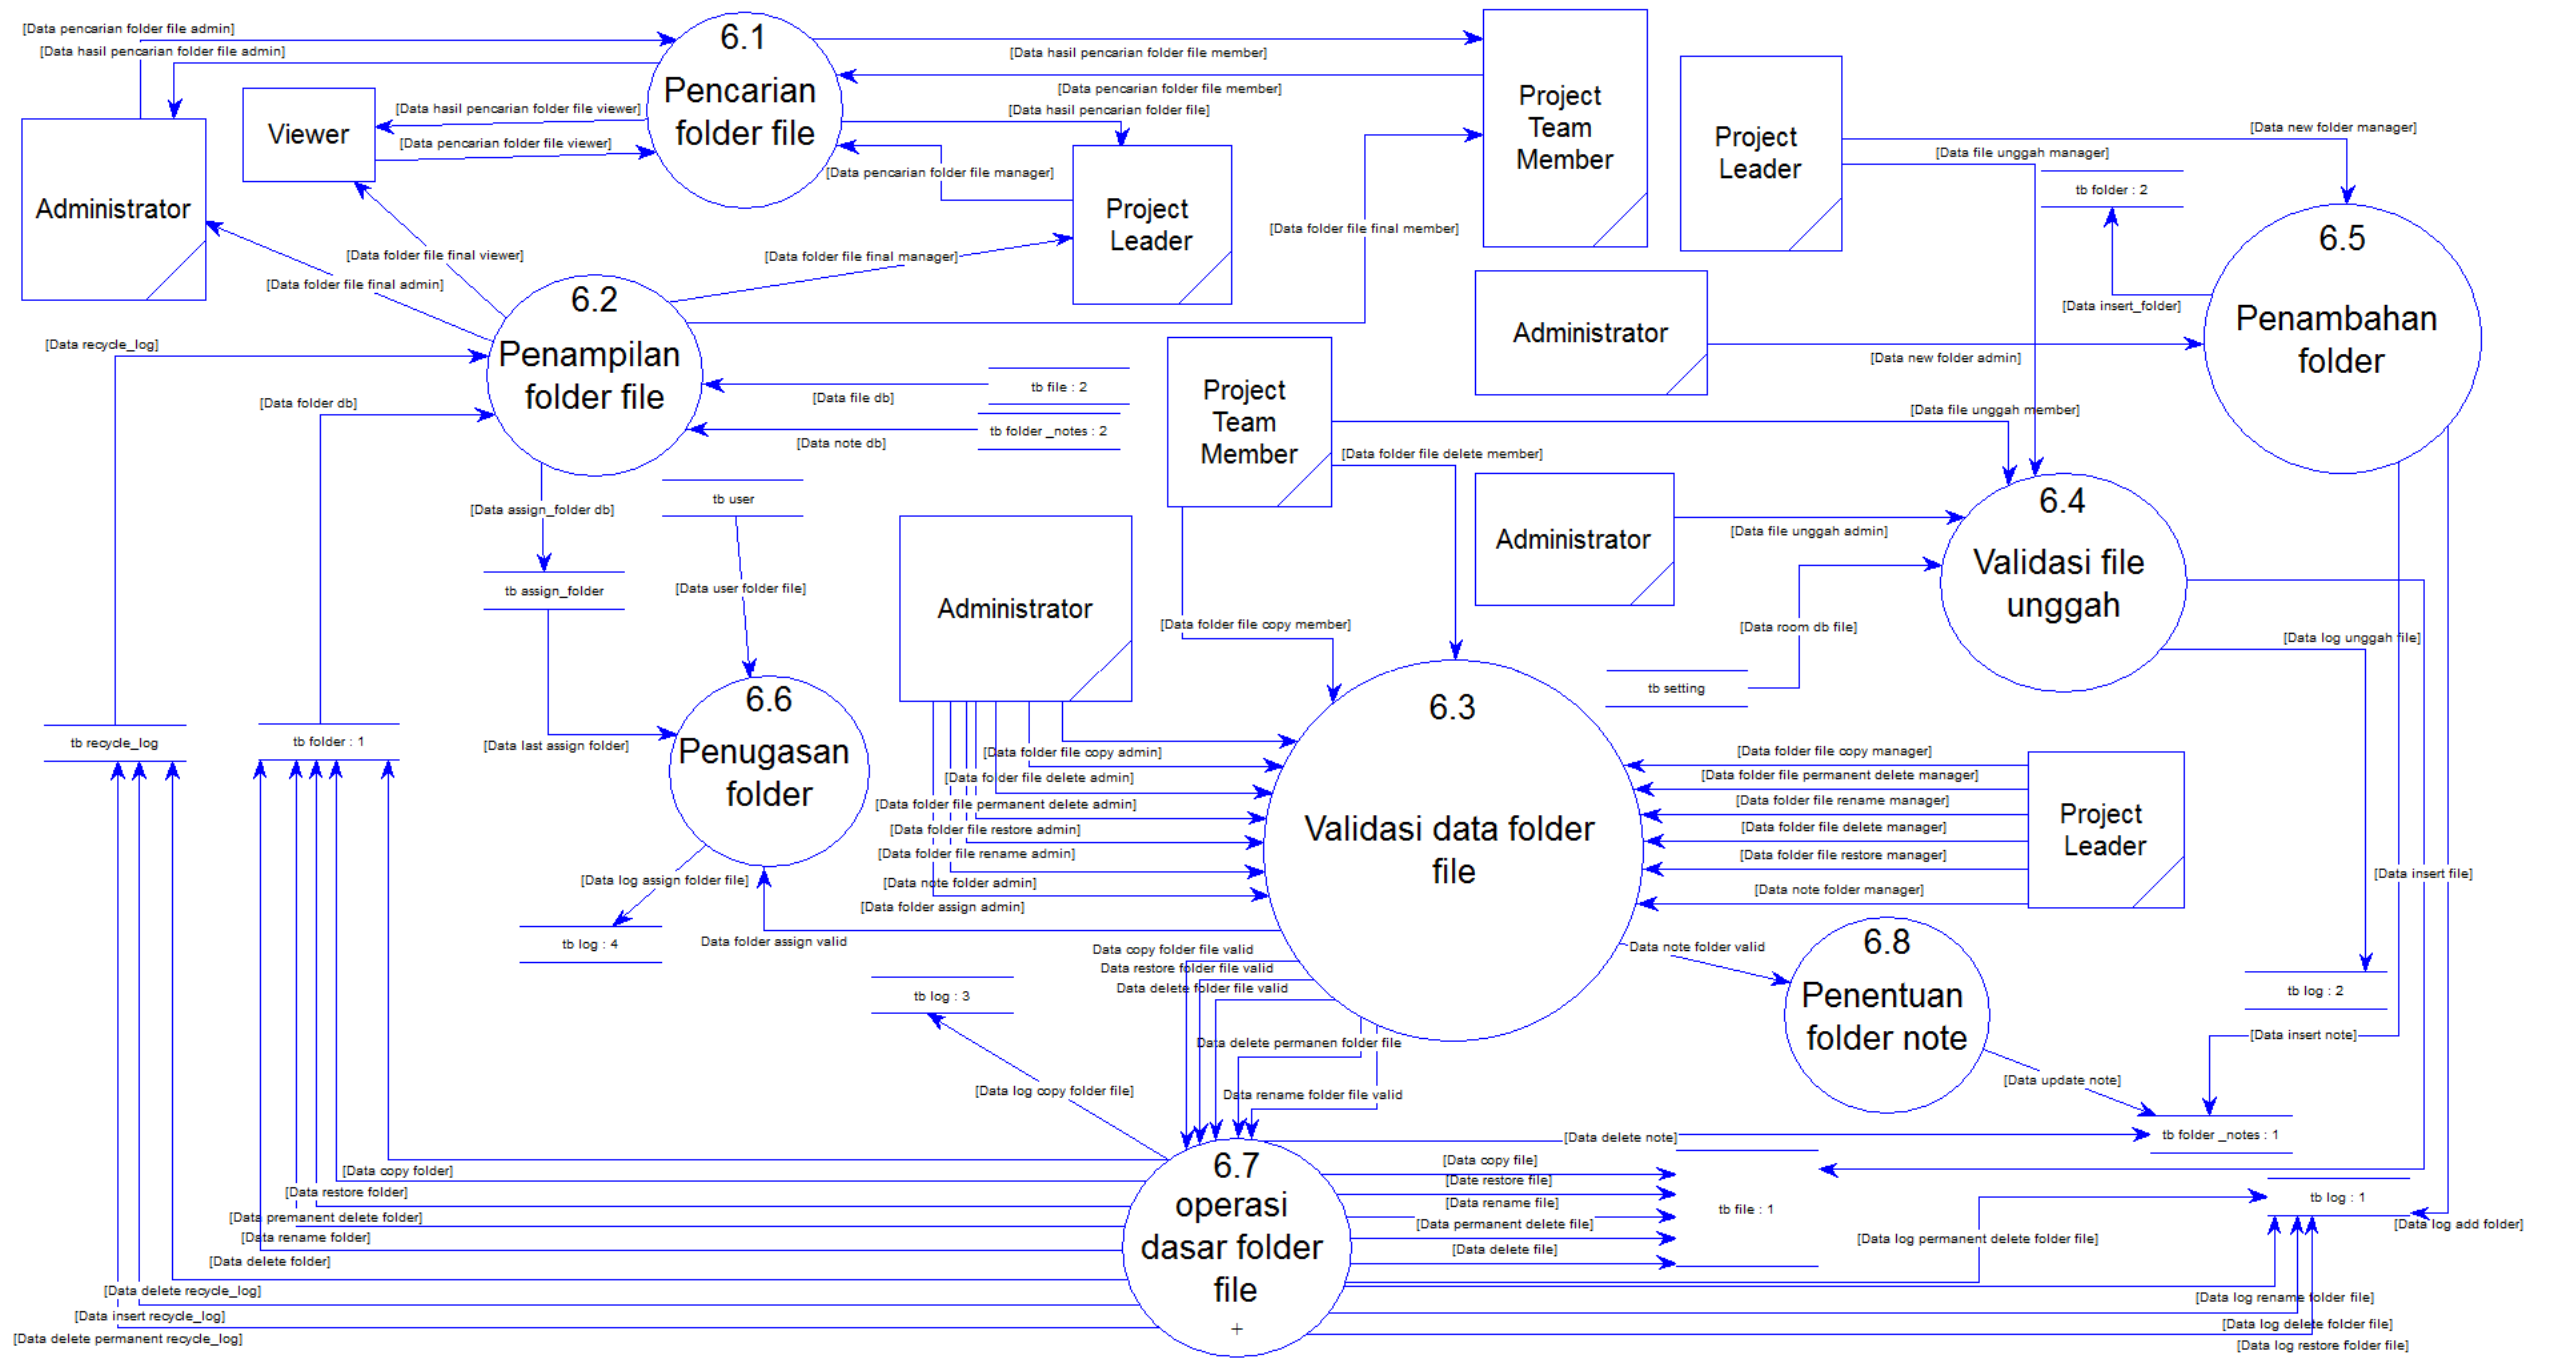 [Data pencarian folder file admin]
[Data hasil pencarian folder file admin]
6.1
Pencarian
folder file
[Data hasil pencarian folder file member]
[Data pencarian folder file member]
[Data hasil pencarian folder file]
[Data hasil pencarian folder file viewer]
[Data pencarian folder file viewer]
[Data pencarian folder file manager]
Viewer
Administrator
Project
Leader
Project
Team
Member
Project
Leader
[Data new folder manager]
[Data file unggah manager]
tb folder : 2
6.5
Penambahan
folder
[Data insert_folder]
[Data folder file final viewer]
[Data folder file final admin]
[Data folder file final manager]
[Data folder file final member]
6.2
Penampilan
folder file
Administrator
[Data new folder admin]
[Data recycle_log]
[Data folder db]
[Data file db]
tb file : 2
[Data note db]
tb folder _notes : 2
Project
Team
Member
[Data file unggah member]
[Data folder file delete member]
[Data assign_folder db]
tb user
tb assign_folder
[Data user folder file]
Administrator
Administrator
[Data file unggah admin]
6.4
Validasi file
unggah
[Data folder file copy member]
[Data room db file]
[Data log unggah file]
tb setting
6.6
Penugasan
folder
[Data last assign folder]
tb recycle_log
tb folder : 1
6.3
Validasi data folder
file
[Data folder file copy admin]
[Data folder file delete admin]
[Data folder file permanent delete admin]
[Data folder file restore admin]
[Data folder file rename admin]
[Data note folder admin]
[Data folder assign admin]
[Data folder file copy manager]
[Data folder file permanent delete manager]
[Data folder file rename manager]
[Data folder file delete manager]
[Data folder file restore manager]
[Data note folder manager]
Project
Leader
[Data insert file]
[Data log assign folder file]
tb log : 4
Data folder assign valid
Data copy folder file valid
Data restore folder file valid
Data delete folder file valid
Data note folder valid
6.8
Penentuan
folder note
tb log : 2
tb log : 3
Data delete permanen folder file
[Data insert note]
[Data log copy folder file]
Data rename folder file valid
[Data update note]
[Data delete note]
tb folder _notes : 1
6.7
operasi
dasar folder
file
+
[Data copy folder]
[Data restore folder]
[Data premanent delete folder]
[Data rename folder]
[Data delete folder]
[Data delete recycle_log]
[Data insert recycle_log]
[Data delete permanent recycle_log]
[Data copy file]
[Date restore file]
[Data rename file]
[Data permanent delete file]
[Data delete file]
tb file : 1
tb log : 1
[Data log add folder]
[Data log permanent delete folder file]
[Data log rename folder file]
[Data log delete folder file]
[Data log restore folder file]